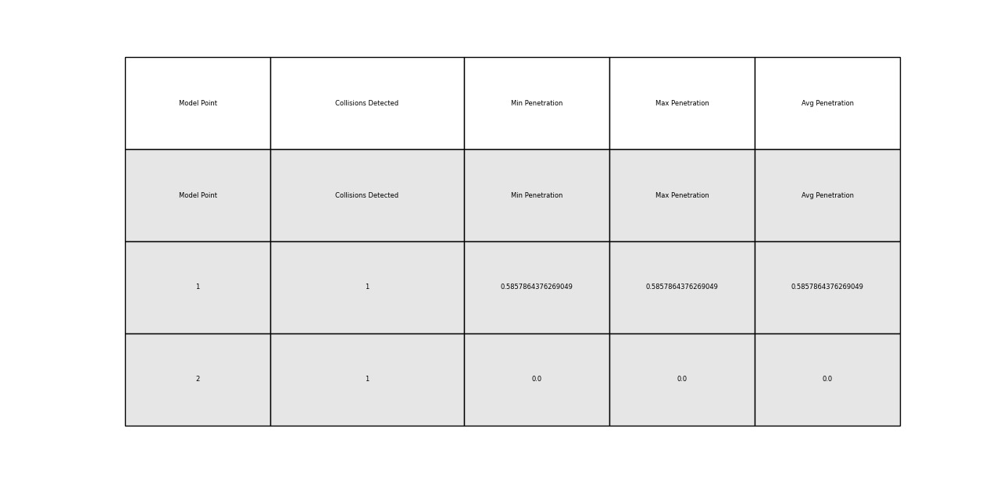 Model Point Collisions Detected Min Penetration Max Penetration Avg Penetration
Model Point Collisions Detected Min Penetration Max Penetration Avg Penetration
1 1 0.5857864376269049 0.5857864376269049 0.5857864376269049
2 1 0.0 0.0 0.0